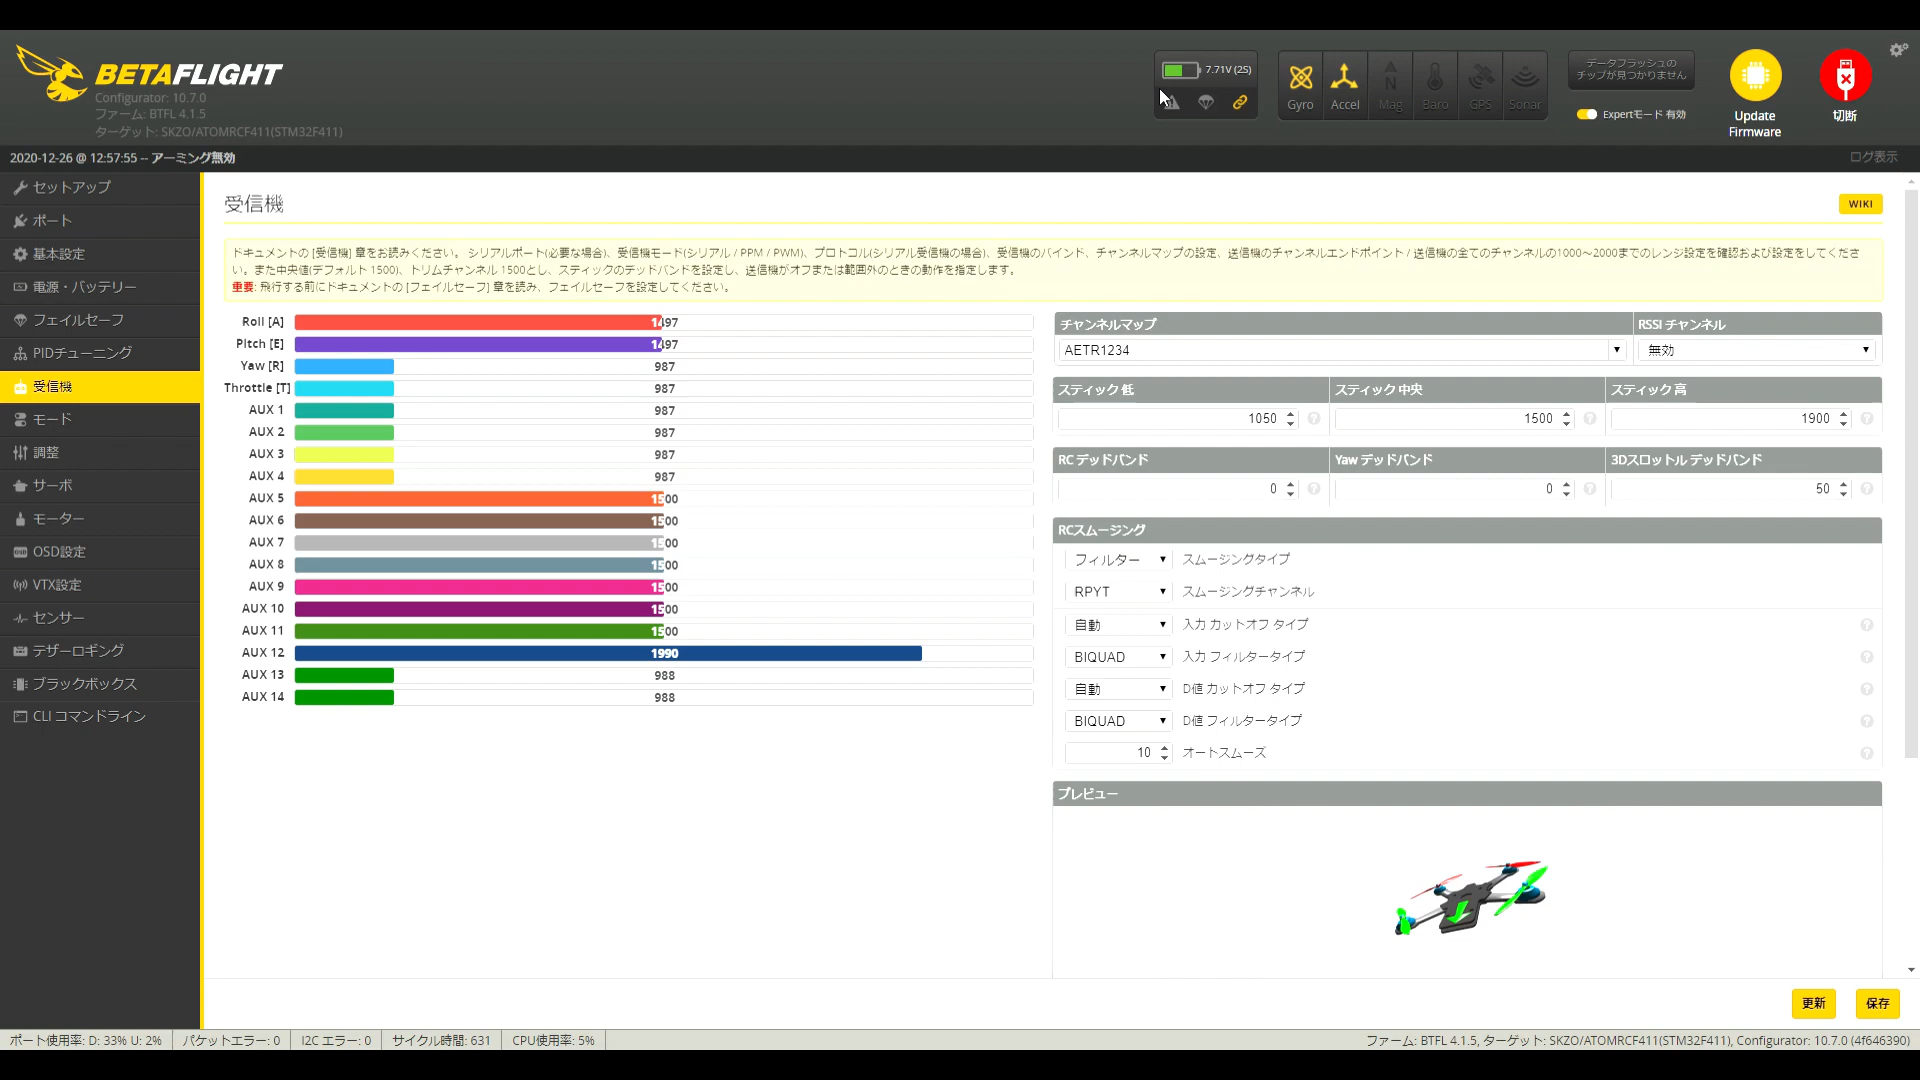 BETAFLIGHT
Configurator: 10.7.0
ファーム: BTFL 4.1.5
ターゲット: SKZO/ATOMRCF411(STM32F411)
7.71V (2S)
Gyro
Accel
Mag
Baro
GPS
Sonar
データフラッシュの
チップが見つかりません
Expertモード 有効
Update
Firmware
切断
2020-12-26 @ 12:57:55 -- アーミング無効
ログ表示
セットアップ
ポート
基本設定
電源・バッテリー
フェイルセーフ
PIDチューニング
受信機
モード
調整
サーボ
モーター
OSD設定
VTX設定
センサー
テザーロギング
ブラックボックス
CLI コマンドライン
受信機
WIKI
ドキュメントの [受信機] 章をお読みください。 シリアルポート(必要な場合)、受信機モード(シリアル / PPM / PWM)、プロトコル(シリアル受信機の場合)、受信機のバインド、チャンネルマップの設定、送信機のチャンネルエンドポイント / 送信機の全てのチャンネルの1000〜2000までのレンジ設定を確認および設定をしてくださ
い。また中央値(デフォルト 1500)、トリムチャンネル 1500とし、スティックのデッドバンドを設定し、送信機がオフまたは範囲外のときの動作を指定します。
重要: 飛行する前にドキュメントの [フェイルセーフ] 章を読み、フェイルセーフを設定してください。
Roll [A] 1497
Pitch [E] 1497
Yaw [R] 987
Throttle [T] 987
AUX 1 987
AUX 2 987
AUX 3 987
AUX 4 987
AUX 5 1500
AUX 6 1500
AUX 7 1500
AUX 8 1500
AUX 9 1500
AUX 10 1500
AUX 11 1500
AUX 12 1990
AUX 13 988
AUX 14 988
チャンネルマップ
RSSI チャンネル
AETR1234
無効
スティック 低
スティック 中央
スティック 高
1050
1500
1900
RC デッドバンド
Yaw デッドバンド
3Dスロットル デッドバンド
0
0
50
RCスムージング
フィルター スムージングタイプ
RPYT スムージングチャンネル
自動 入力 カットオフ タイプ
BIQUAD 入力 フィルタータイプ
自動 D値 カットオフ タイプ
BIQUAD D値 フィルタータイプ
10 オートスムーズ
プレビュー
更新
保存
ポート使用率: D: 33% U: 2%
パケットエラー: 0
I2C エラー: 0
サイクル時間: 631
CPU使用率: 5%
ファーム: BTFL 4.1.5, ターゲット: SKZO/ATOMRCF411(STM32F411), Configurator: 10.7.0 (4f646390)